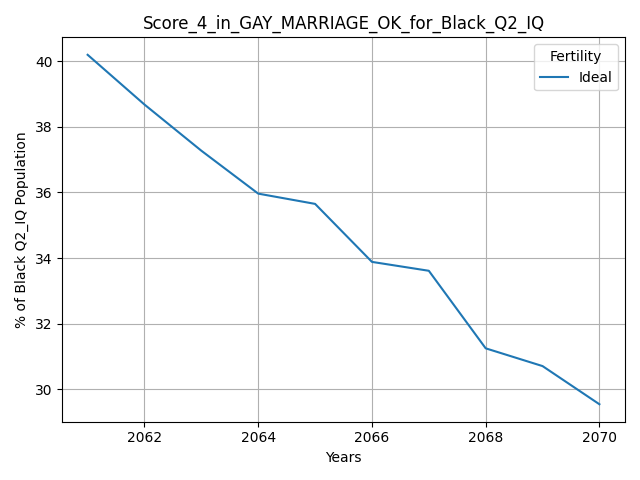 Score_4_in_GAY_MARRIAGE_OK_for_Black_Q2_IQ
Fertility
Ideal
% of Black Q2_IQ Population
40
38
36
34
32
30
2062 2064 2066 2068 2070
Years